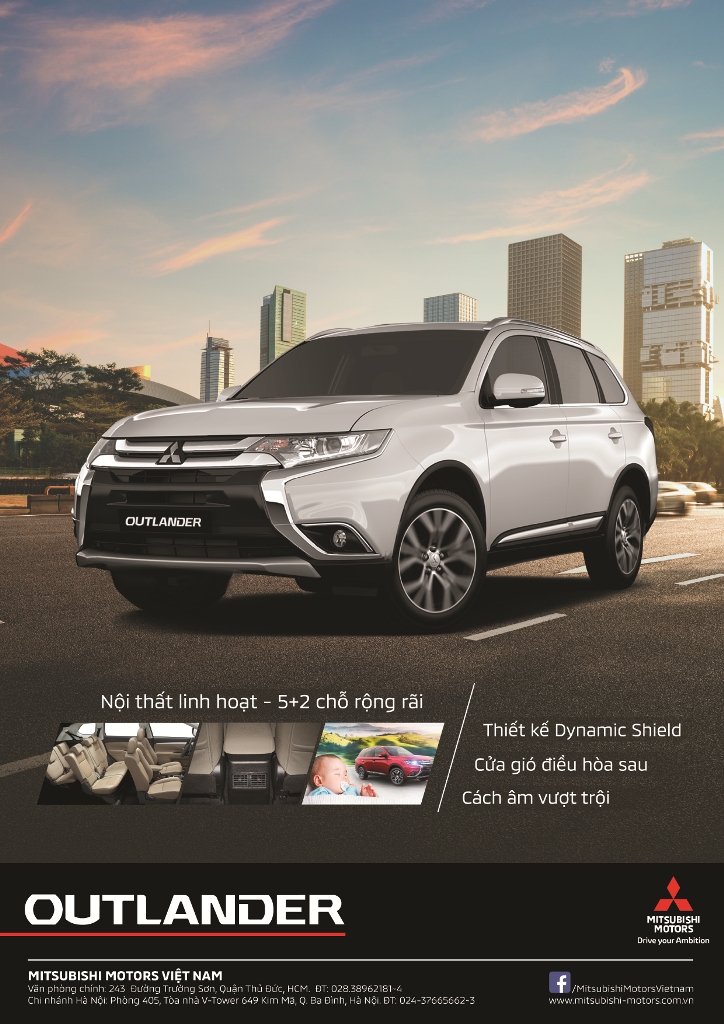 OUTLANDER
Nội thất linh hoạt - 5+2 chỗ rộng rãi
Thiết kế Dynamic Shield
Cửa gió điều hòa sau
Cách âm vượt trội
OUTLANDER
MITSUBISHI
MOTORS
Drive your Ambition
MITSUBISHI MOTORS VIỆT NAM
Văn phòng chính: 243 Đường Trường Sơn, Quận Thủ Đức, HCM. ĐT: 028.38962181~4
Chi nhánh Hà Nội: Phòng 405, Tòa nhà V-Tower 649 Kim Mã, Q. Ba Đình, Hà Nội. ĐT: 024-37665662~3
f /MitsubishiMotorsVietnam
www.mitsubishi-motors.com.vn